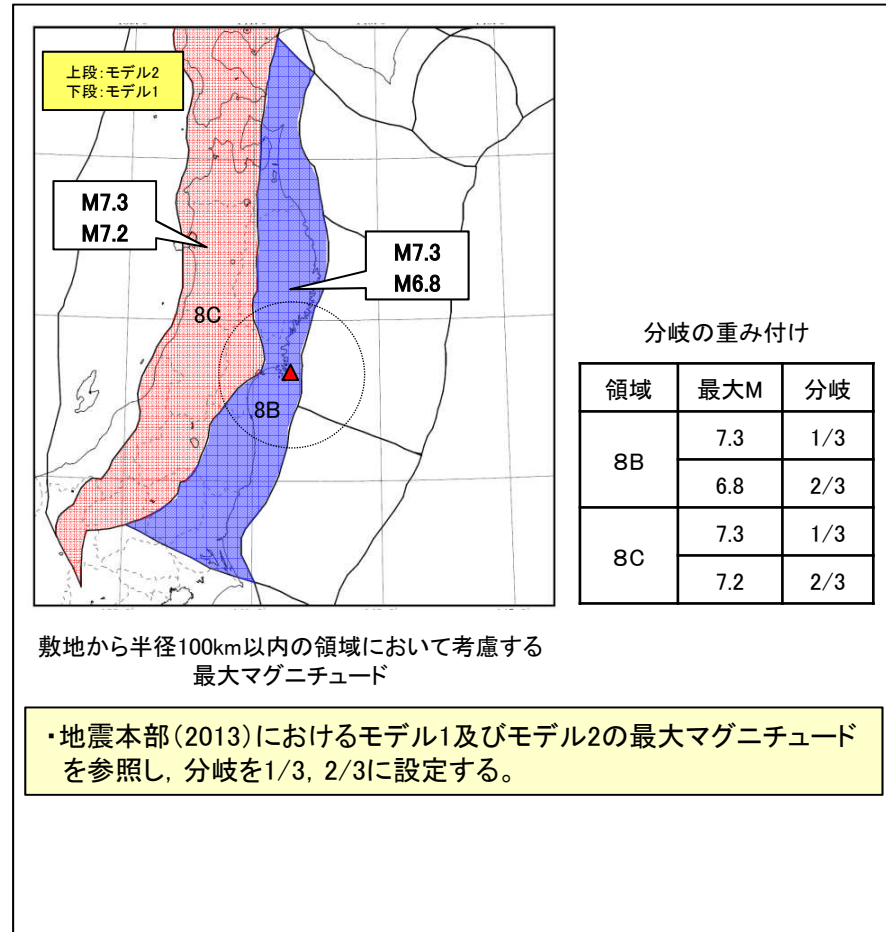 上段:モデル2
下段:モデル1
M7.3
M7.2
M7.3
M6.8
8C
8B
分岐の重み付け
領域 最大M 分岐
8B 7.3 1/3
6.8 2/3
8C 7.3 1/3
7.2 2/3
敷地から半径100km以内の領域において考慮する
最大マグニチュード
・地震本部(2013)におけるモデル1及びモデル2の最大マグニチュード
を参照し, 分岐を1/3, 2/3に設定する。